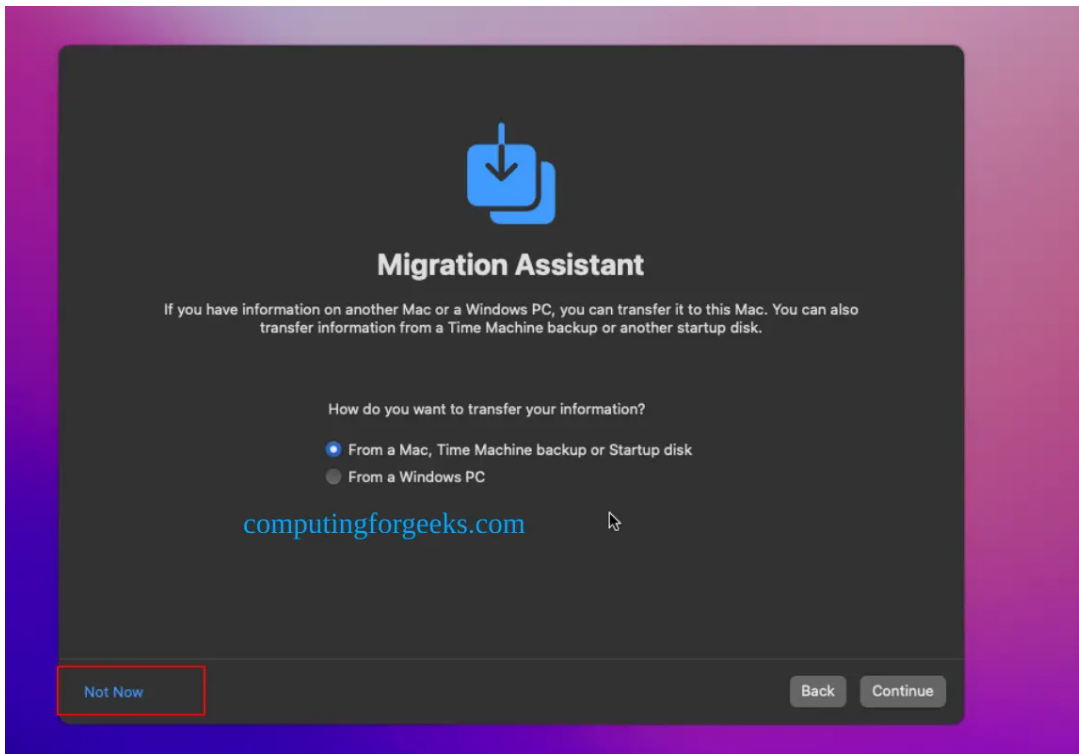 Migration Assistant
If you have information on another Mac or a Windows PC, you can transfer it to this Mac. You can also
transfer information from a Time Machine backup or another startup disk.
How do you want to transfer your information?
From a Mac, Time Machine backup or Startup disk
From a Windows PC
computingforgeeks.com
Not Now
Back
Continue